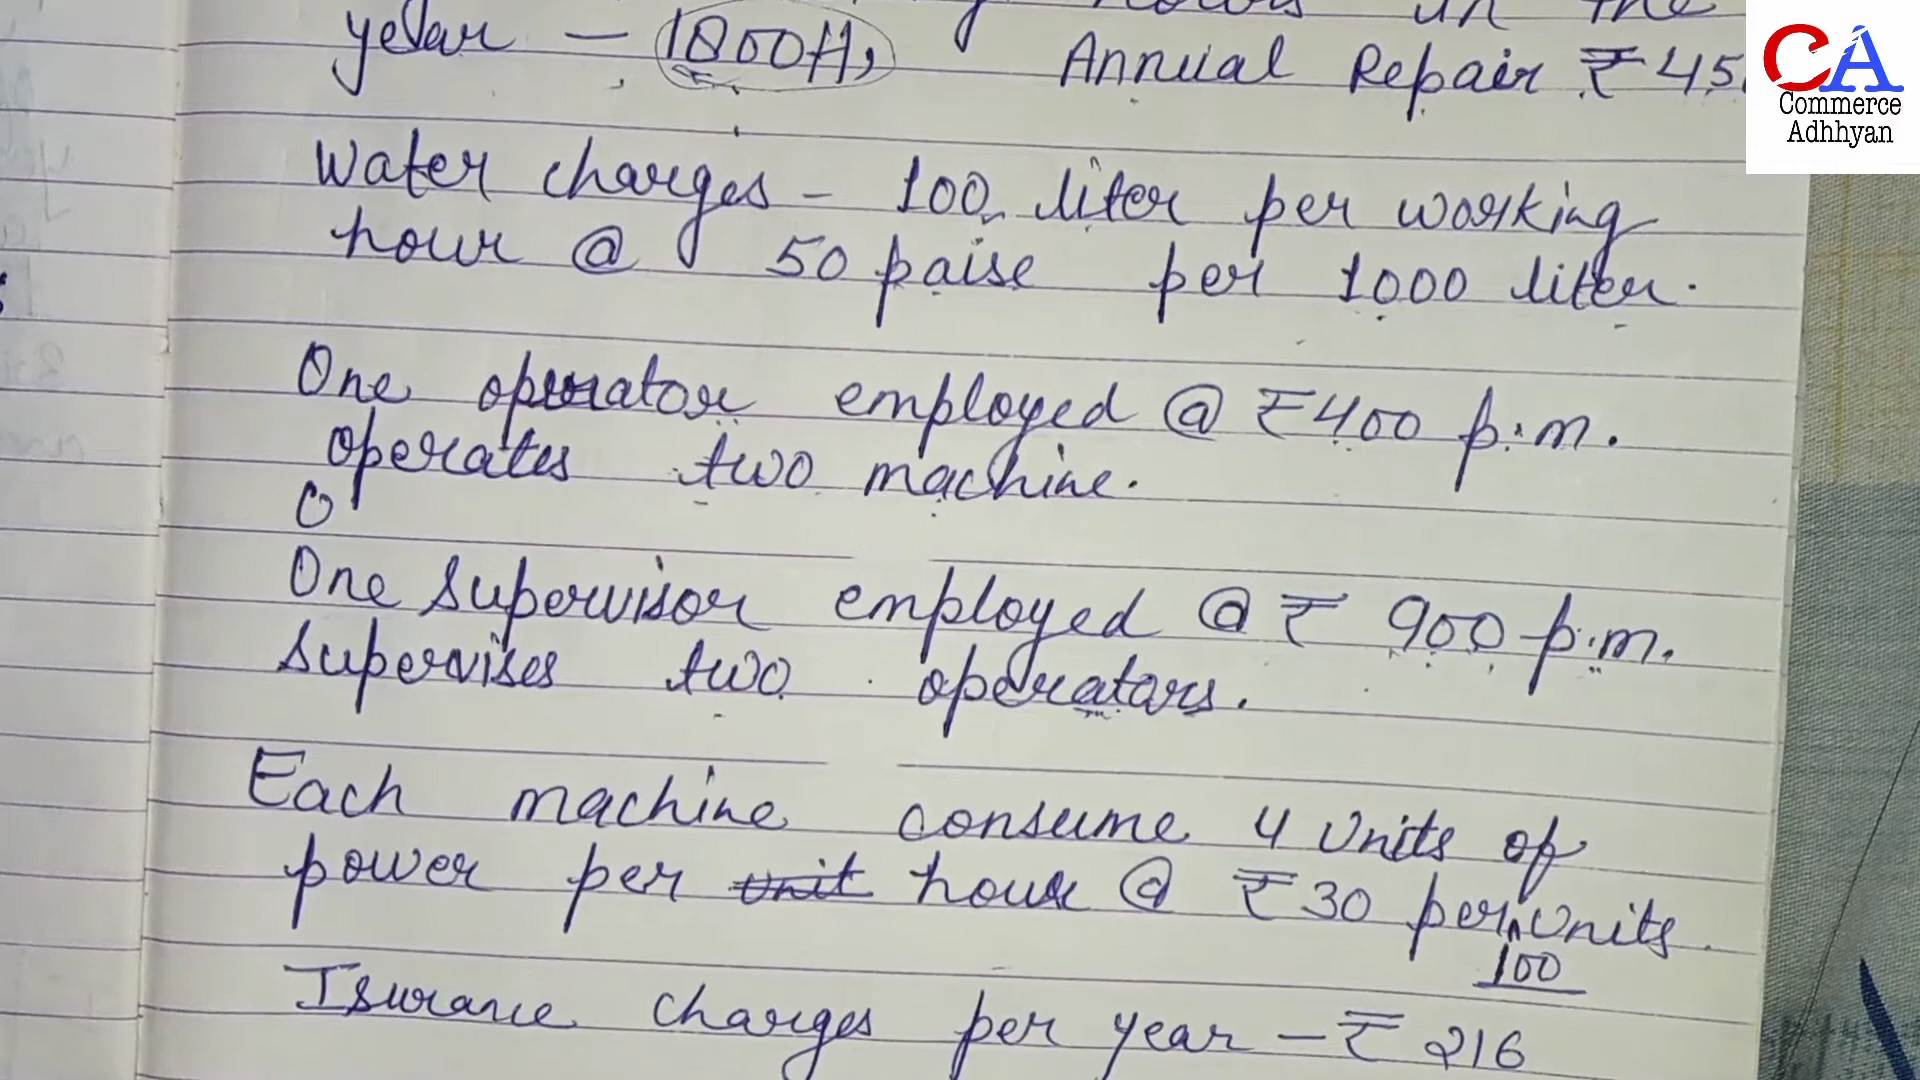 in the
year - 1800H,
Annual Repair ₹ 45
CA
Commerce
Adhhyan
Water charges - 100 liter per working
hour @ 50 paise per 1000 liter.
One operator employed @ ₹400 p.m.
operates two machine.
O
One Supervisor employed @ ₹ 900 p.m.
supervises two operators.
Each machine consume 4 Units of
power per unit hour @ ₹30 per 100 Units.
Isurance charges per year - ₹ 216